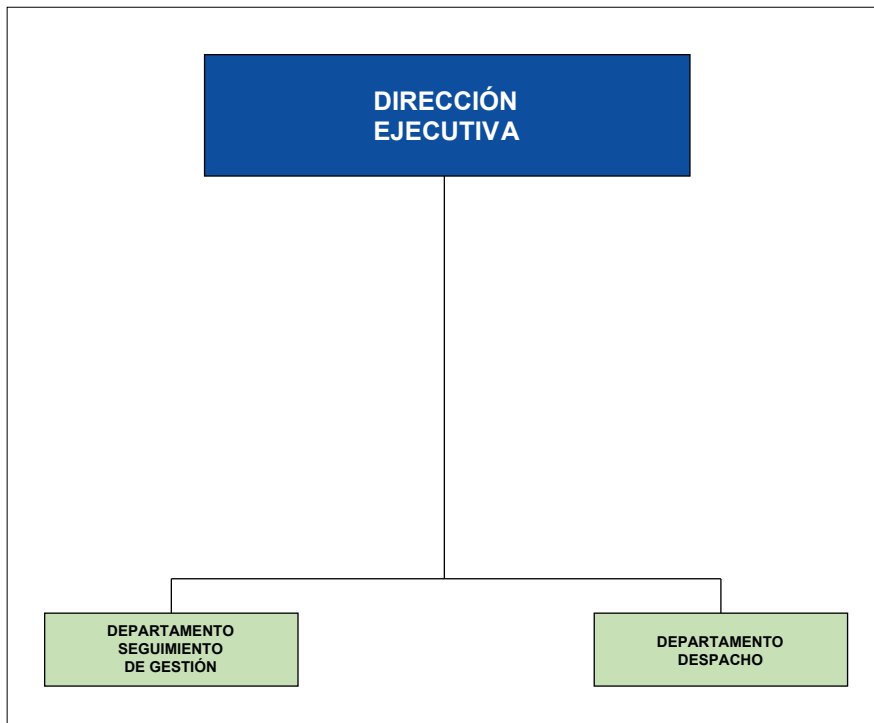 DIRECCIÓN
EJECUTIVA
DEPARTAMENTO
SEGUIMIENTO
DE GESTIÓN
DEPARTAMENTO
DESPACHO